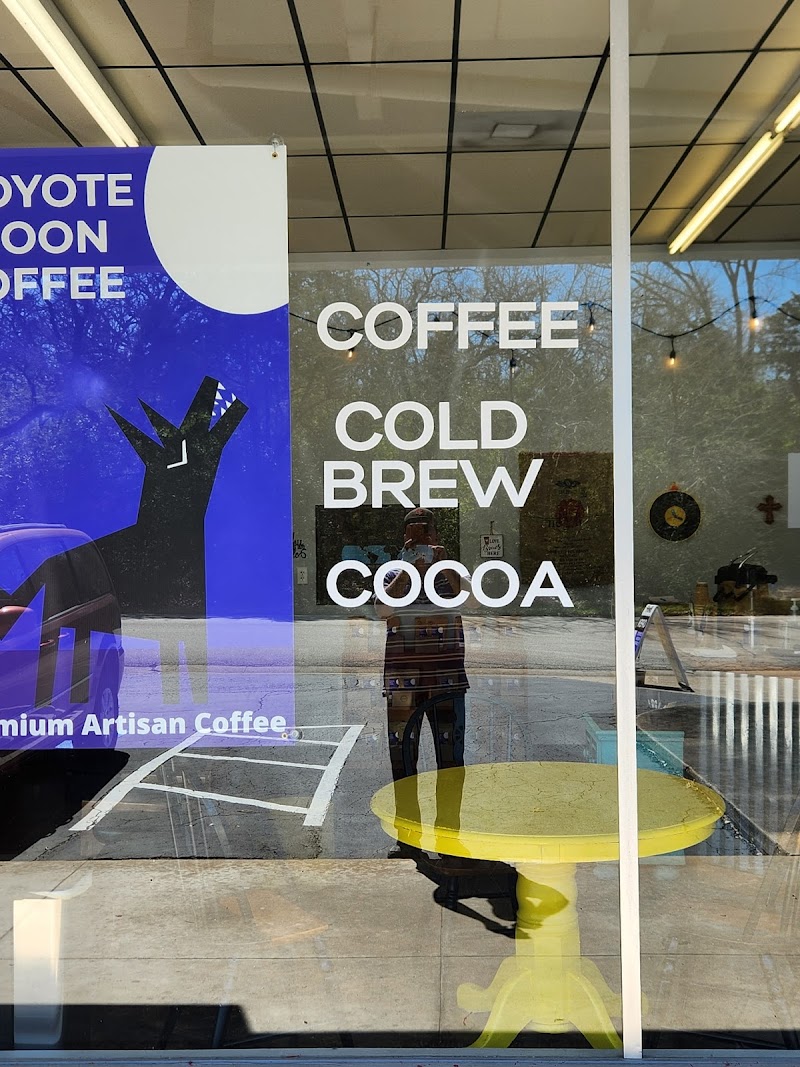 OYOTE
OON
OFFEE
mium Artisan Coffee
COFFEE
COLD
BREW
COCOA